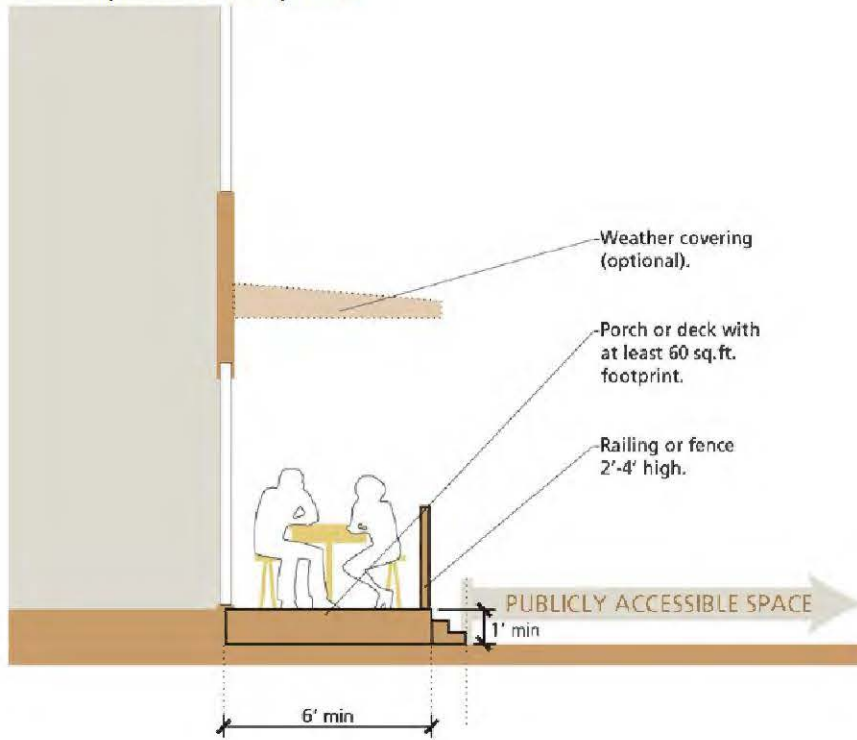 Weather covering
(optional).
Porch or deck with
at least 60 sq.ft.
footprint.
Railing or fence
2'-4' high.
PUBLICLY ACCESSIBLE SPACE
1' min
6' min